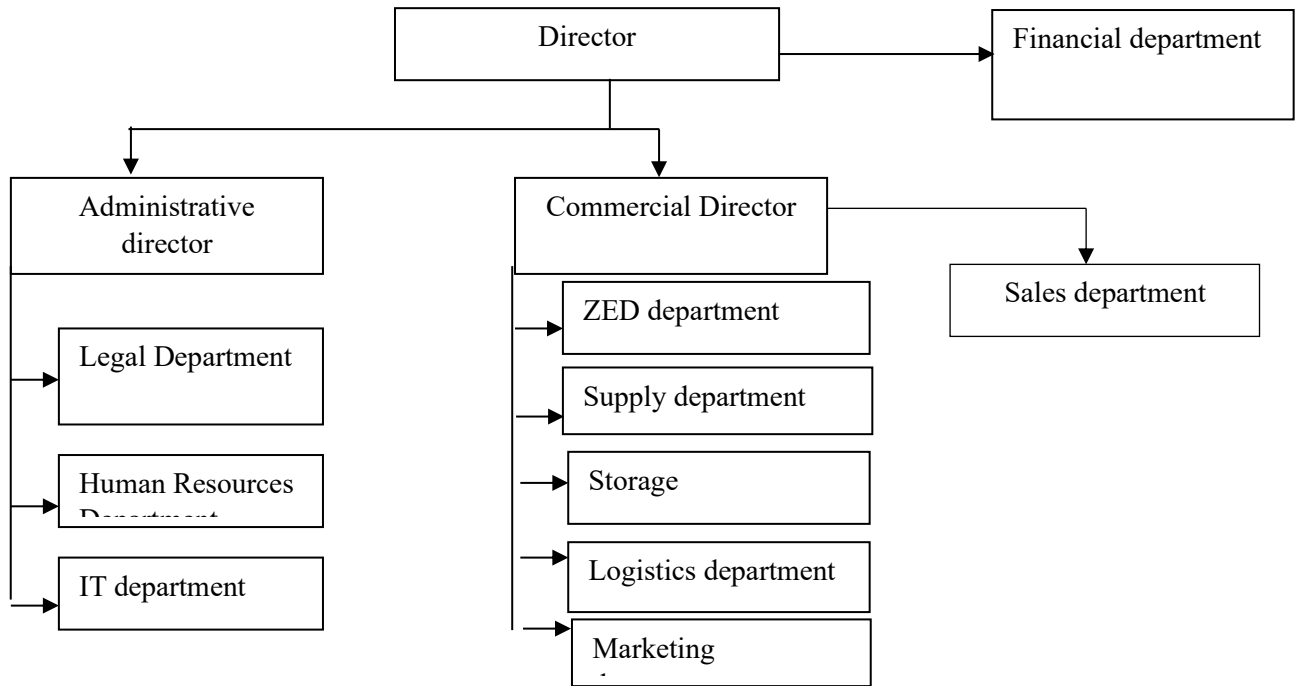 Director
Financial department
Administrative
director
Commercial Director
Sales department
Legal Department
Human Resources
Department
IT department
ZED department
Supply department
Storage
Logistics department
Marketing